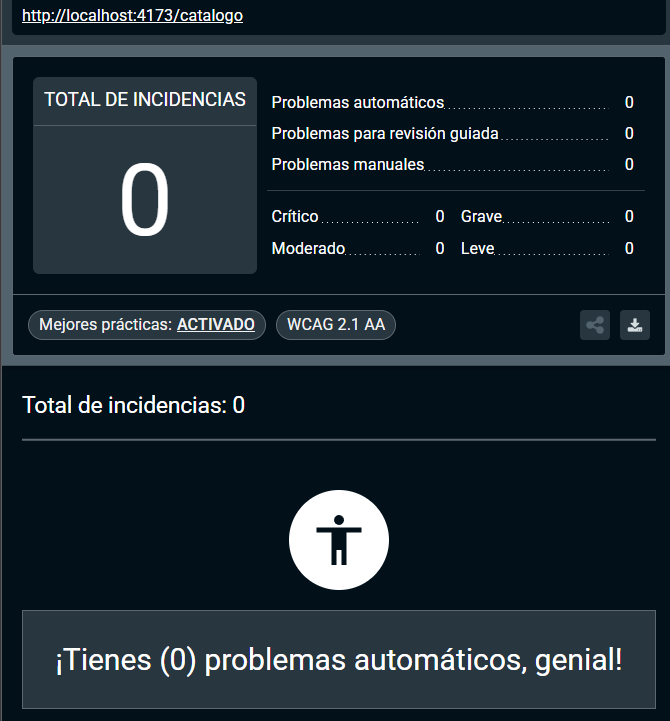 http://localhost:4173/catalogo
TOTAL DE INCIDENCIAS
0
Problemas automáticos 0
Problemas para revisión guiada 0
Problemas manuales 0
Crítico 0 Grave 0
Moderado 0 Leve 0
Mejores prácticas: ACTIVADO WCAG 2.1 AA
Total de incidencias: 0
¡Tienes (0) problemas automáticos, genial!